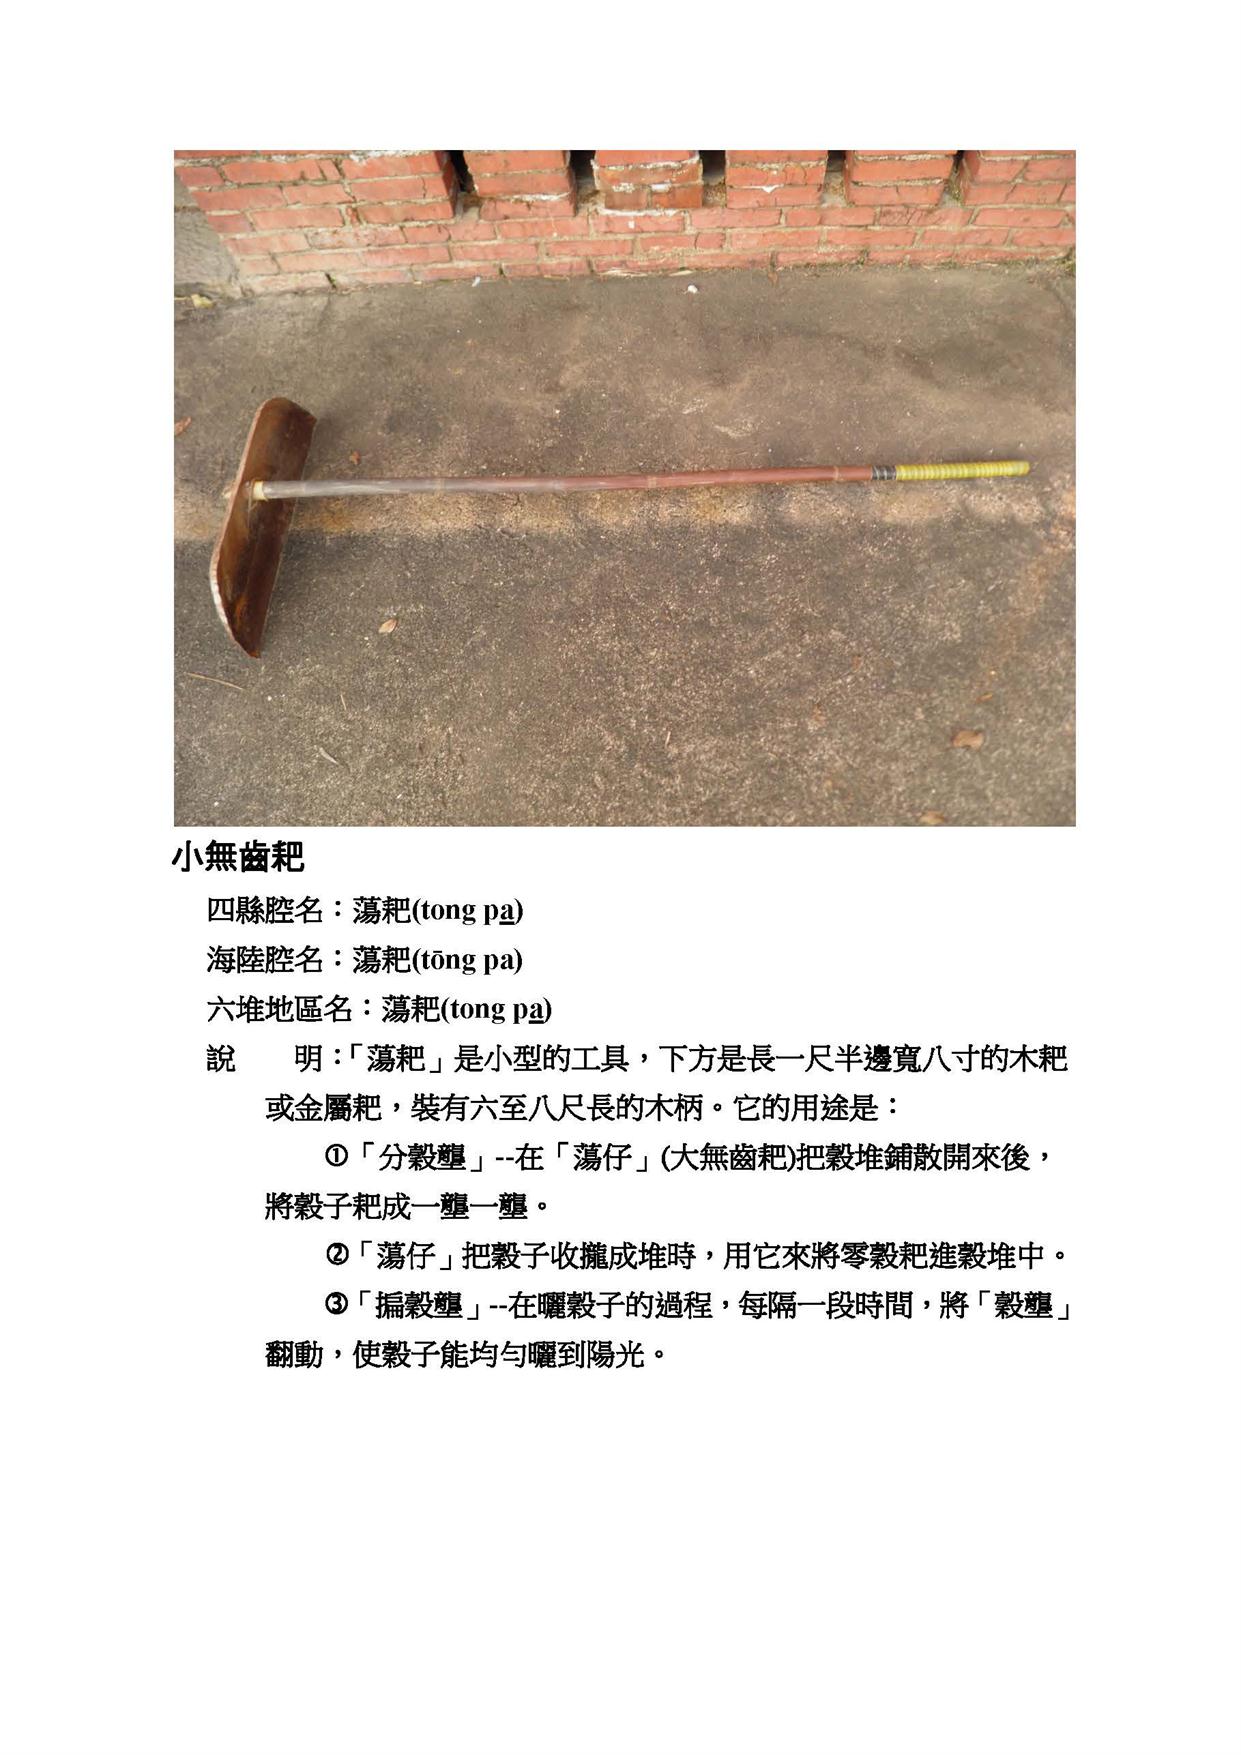 小無齒耙
四縣腔名：蕩耙(tong pa̲)
海陸腔名：蕩耙(tōng pa)
六堆地區名：蕩耙(tong pa̲)
說　　明：「蕩耙」是小型的工具，下方是長一尺半邊寬八寸的木耙
或金屬耙，裝有六至八尺長的木柄。它的用途是：
①「分穀壟」--在「蕩仔」(大無齒耙)把穀堆鋪散開來後，
將穀子耙成一壟一壟。
②「蕩仔」把穀子收攏成堆時，用它來將零穀耙進穀堆中。
③「揙穀壟」--在曬穀子的過程，每隔一段時間，將「穀壟」
翻動，使穀子能均勻曬到陽光。